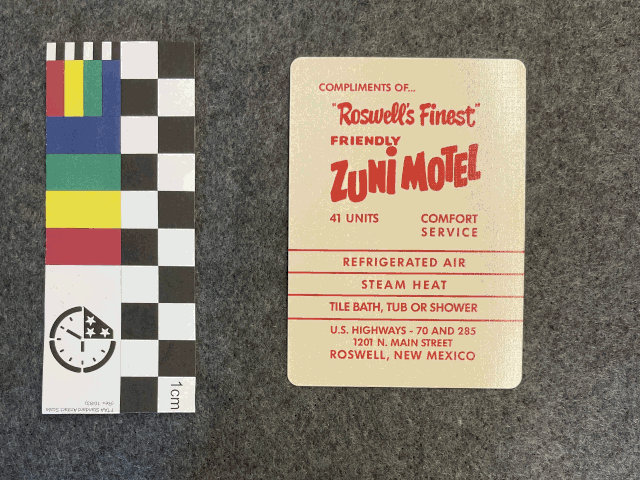 COMPLIMENTS OF...
"Roswell's Finest"
FRIENDLY
ZUNI MOTEL
41 UNITS COMFORT
SERVICE
REFRIGERATED AIR
STEAM HEAT
TILE BATH, TUB OR SHOWER
U.S. HIGHWAYS - 70 AND 285
1201 N. MAIN STREET
ROSWELL, NEW MEXICO
1cm